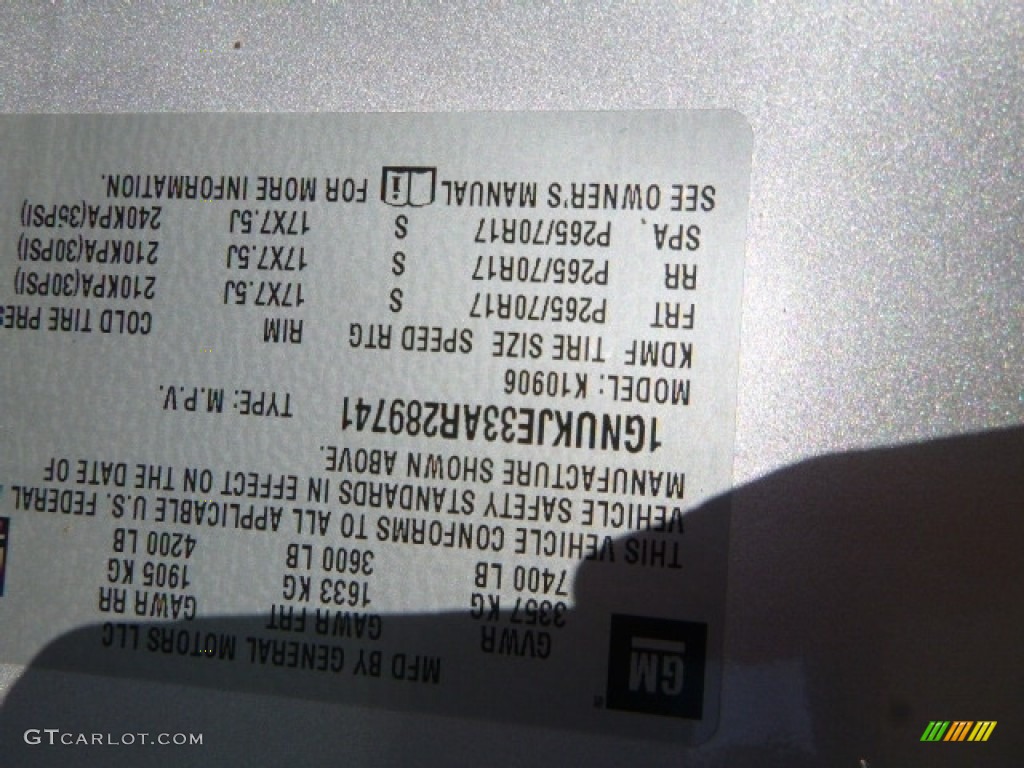 GM
MFD BY GENERAL MOTORS LLC
GVWR GAWR FRT GAWR RR
3357 KG 1633 KG 1905 KG
7400 LB 3600 LB 4200 LB
THIS VEHICLE CONFORMS TO ALL APPLICABLE U.S. FEDERAL
VEHICLE SAFETY STANDARDS IN EFFECT ON THE DATE OF
MANUFACTURE SHOWN ABOVE.
1GNUKJE33AR289741 TYPE: M.P.V.
MODEL: K10906
KDMF TIRE SIZE SPEED RTG RIM COLD TIRE
FRT P265/70R17 S 17X7.5J 210KPA(30PSI)
RR P265/70R17 S 17X7.5J 210KPA(30PSI)
SPA. P265/70R17 S 17X7.5J 240KPA(35PSI)
SEE OWNER'S MANUAL i FOR MORE INFORMATION.
GTCARLOT.COM